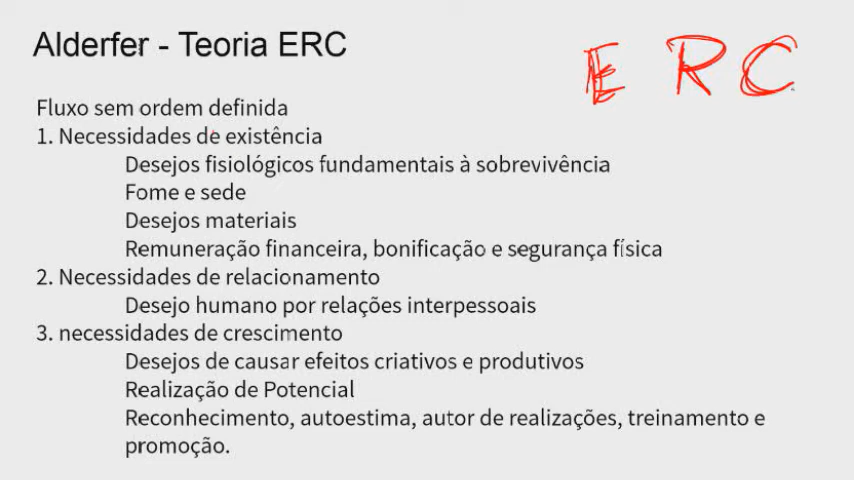 Alderfer - Teoria ERC
E R C
Fluxo sem ordem definida
1. Necessidades de existência
Desejos fisiológicos fundamentais à sobrevivência
Fome e sede
Desejos materiais
Remuneração financeira, bonificação e segurança física
2. Necessidades de relacionamento
Desejo humano por relações interpessoais
3. necessidades de crescimento
Desejos de causar efeitos criativos e produtivos
Realização de Potencial
Reconhecimento, autoestima, autor de realizações, treinamento e
promoção.